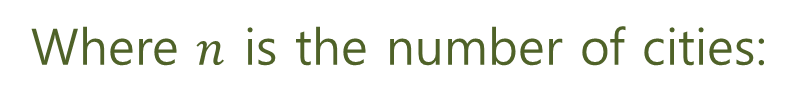 Where 𝑛 is the number of cities: